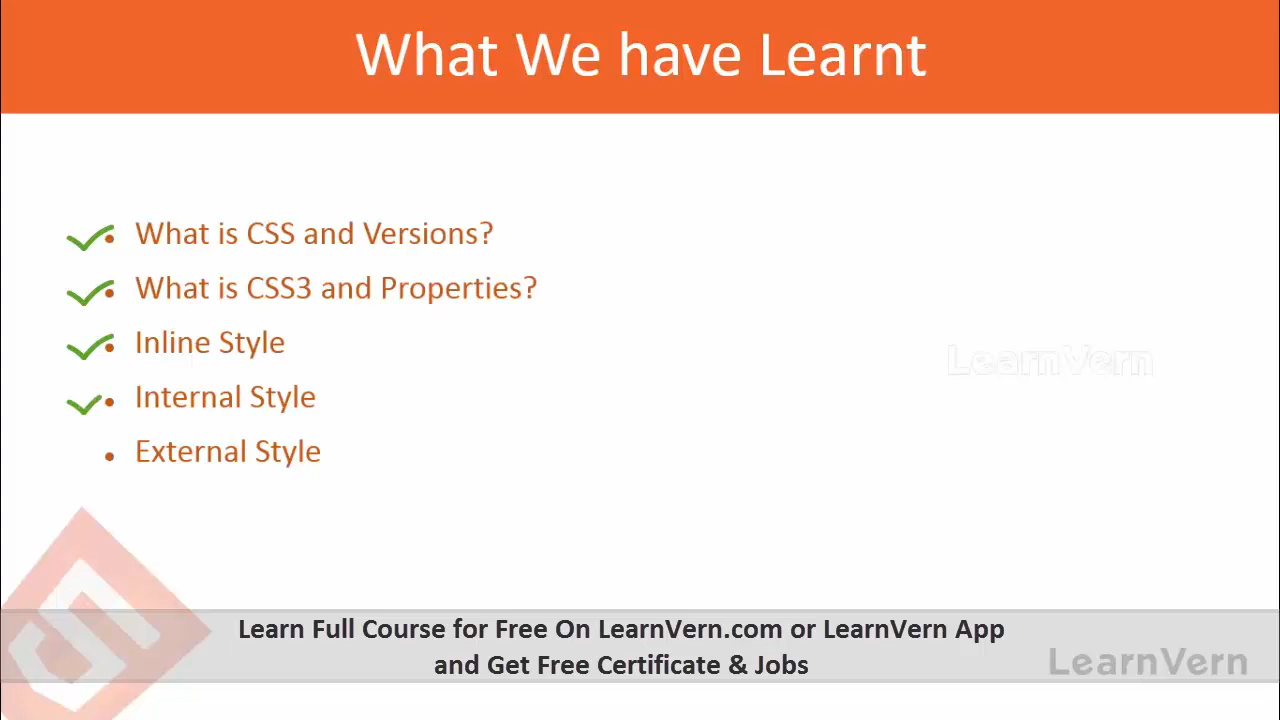 What We have Learnt
• What is CSS and Versions?
• What is CSS3 and Properties?
• Inline Style
LearnVern
• Internal Style
• External Style
Learn Full Course for Free On LearnVern.com or LearnVern App
and Get Free Certificate & Jobs
LearnVern